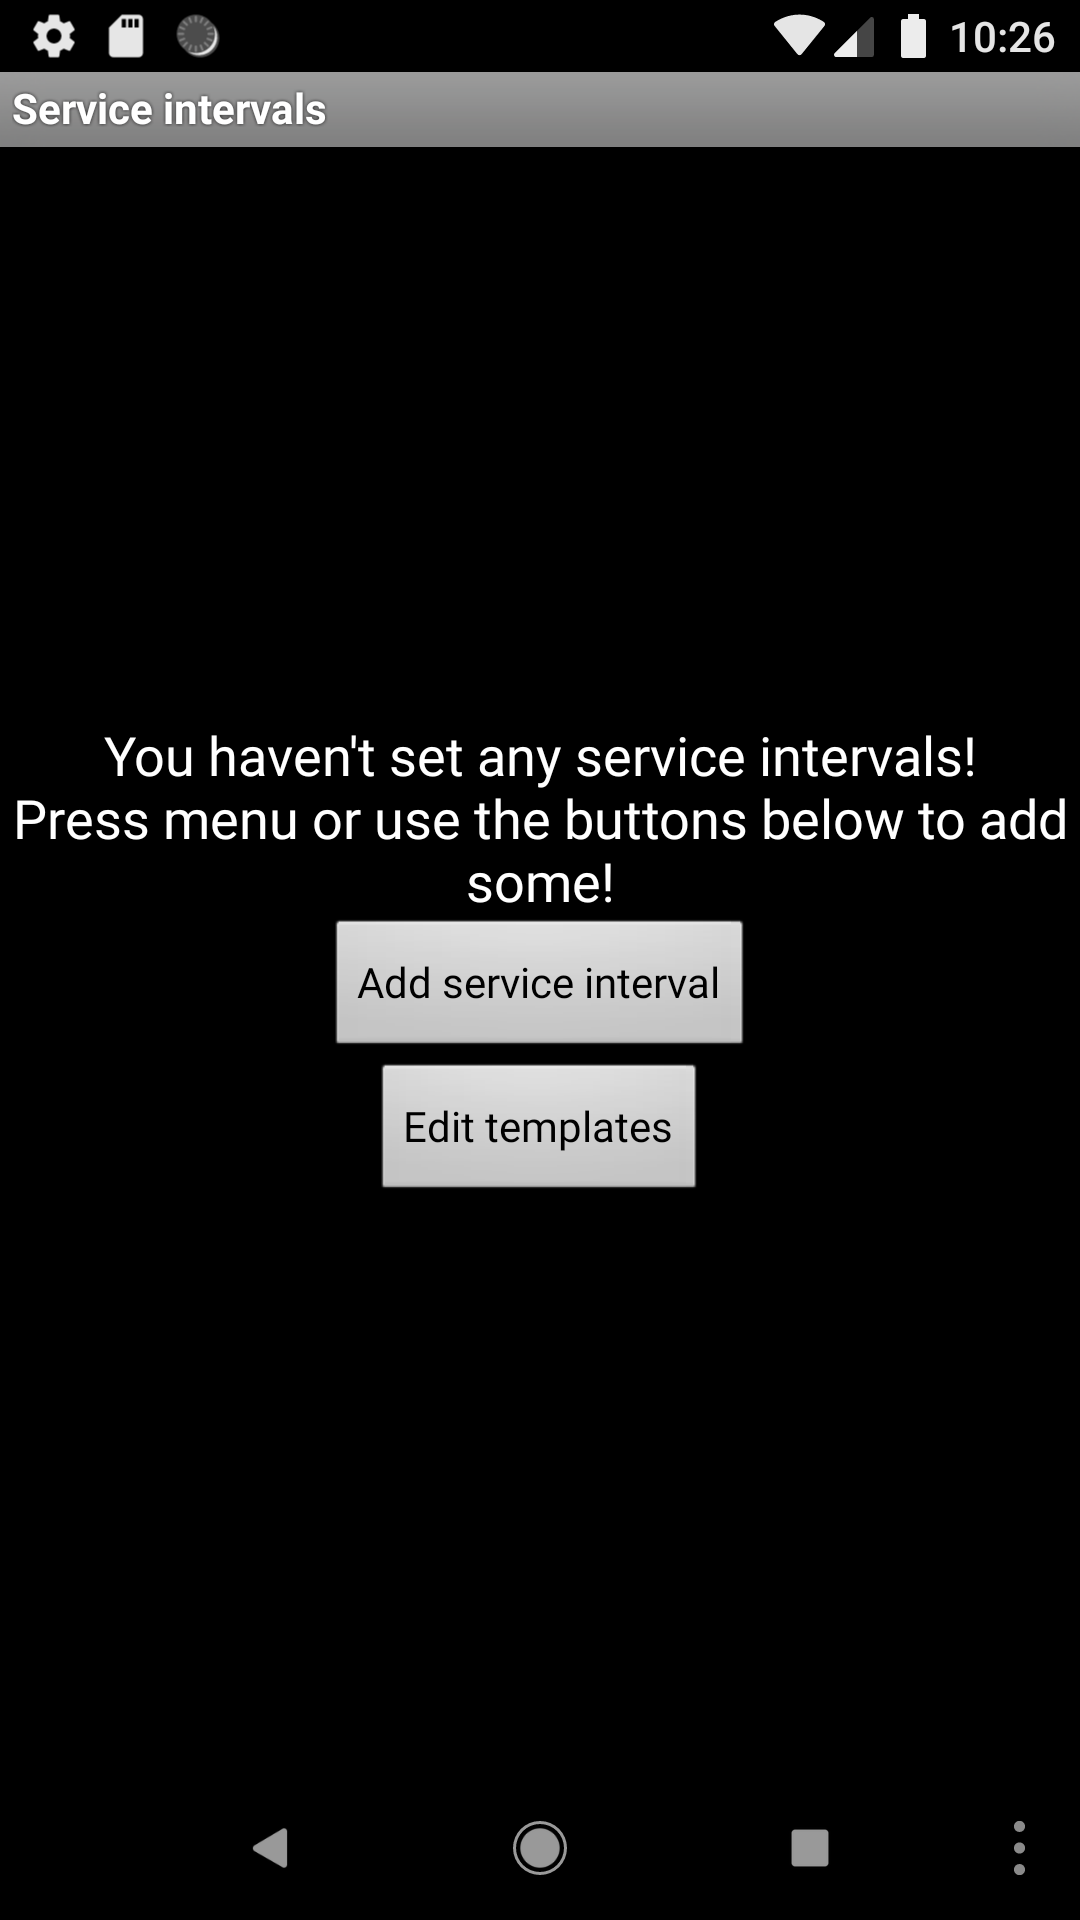 10:26
Service intervals
You haven't set any service intervals!
Press menu or use the buttons below to add
some!
Add service interval
Edit templates